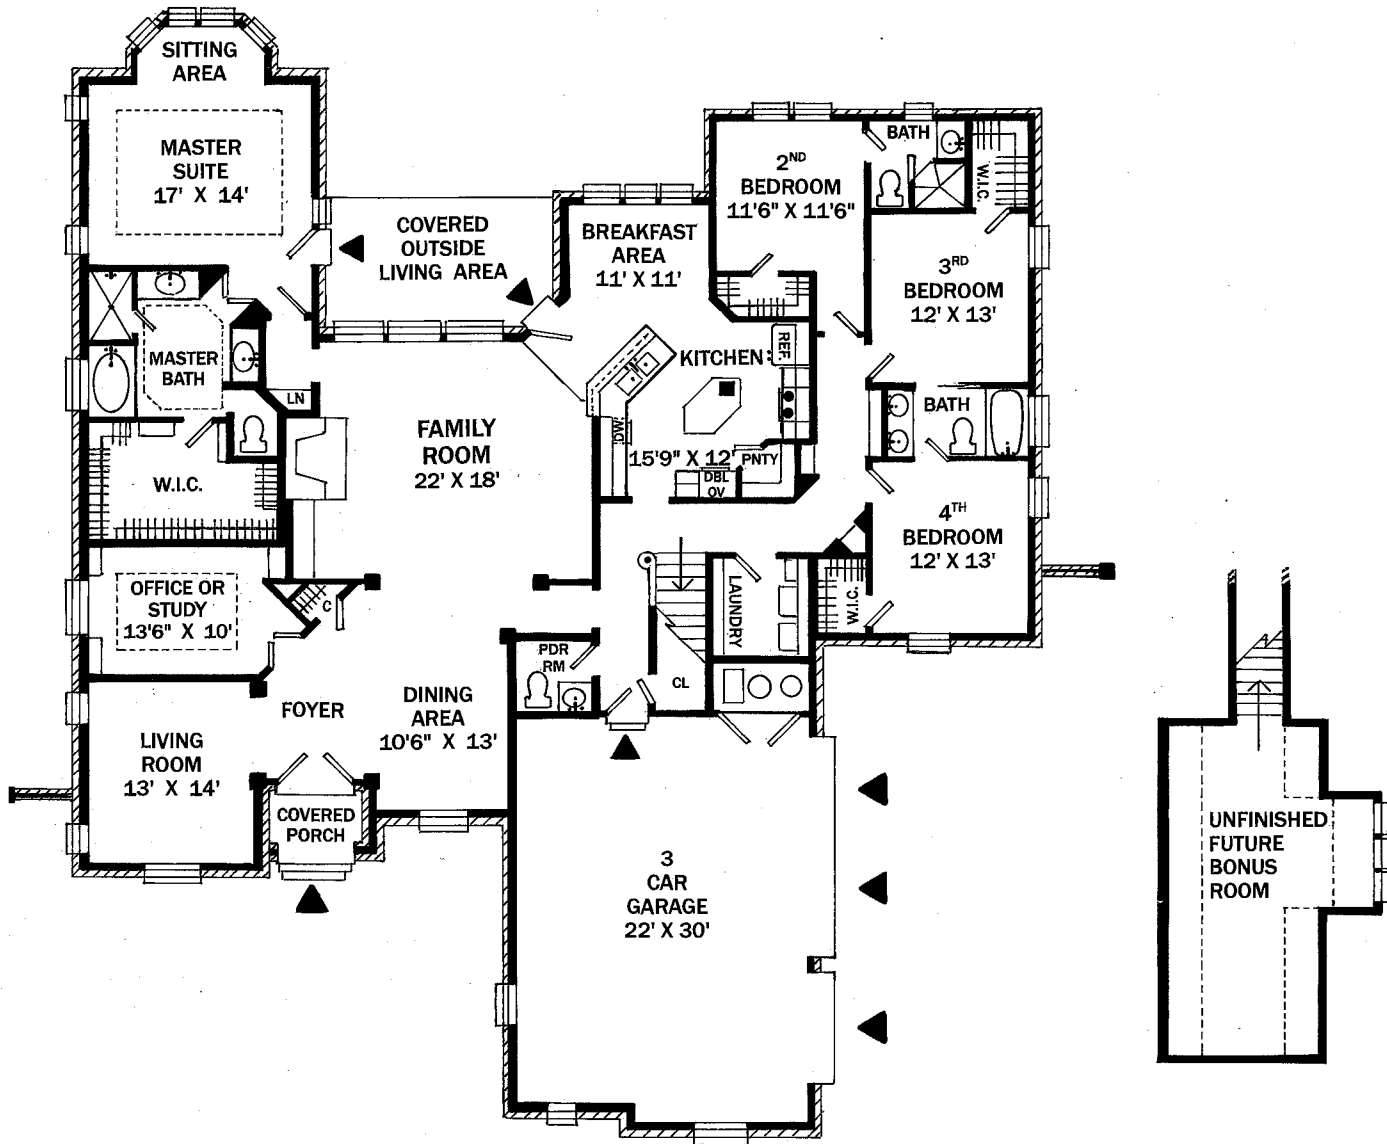 SITTING
AREA
MASTER
SUITE
17' X 14'
COVERED
OUTSIDE
LIVING AREA
BREAKFAST
AREA
11' X 11'
2ND
BEDROOM
11'6" X 11'6"
BATH
W.I.C.
3RD
BEDROOM
12' X 13'
MASTER
BATH
LN
KITCHEN
REF.
DW
15'9" X 12'
PNTY
DBL
OV
BATH
FAMILY
ROOM
22' X 18'
W.I.C.
4TH
BEDROOM
12' X 13'
OFFICE OR
STUDY
13'6" X 10'
C
LAUNDRY
W.I.C.
PDR
RM
CL
FOYER
DINING
AREA
10'6" X 13'
LIVING
ROOM
13' X 14'
COVERED
PORCH
3
CAR
GARAGE
22' X 30'
UNFINISHED
FUTURE
BONUS
ROOM